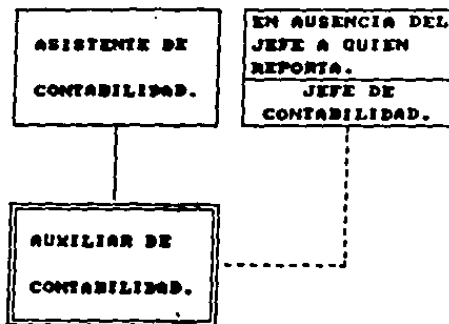 ASISTENTE DE
CONTABILIDAD.
EN AUSENCIA DEL
JEFE A QUIEN
REPORTA.
JEFE DE
CONTABILIDAD.
AUXILIAR DE
CONTABILIDAD.